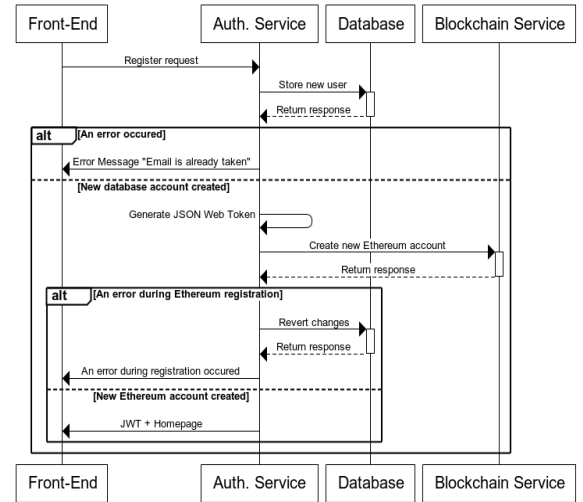 Front-End
Auth. Service
Database
Blockchain Service
Register request
Store new user
Return response
alt
[An error occured]
Error Message "Email is already taken"
[New database account created]
Generate JSON Web Token
Create new Ethereum account
Return response
alt
[An error during Ethereum registration]
Revert changes
Return response
An error during registration occured
[New Ethereum account created]
JWT + Homepage
Front-End
Auth. Service
Database
Blockchain Service